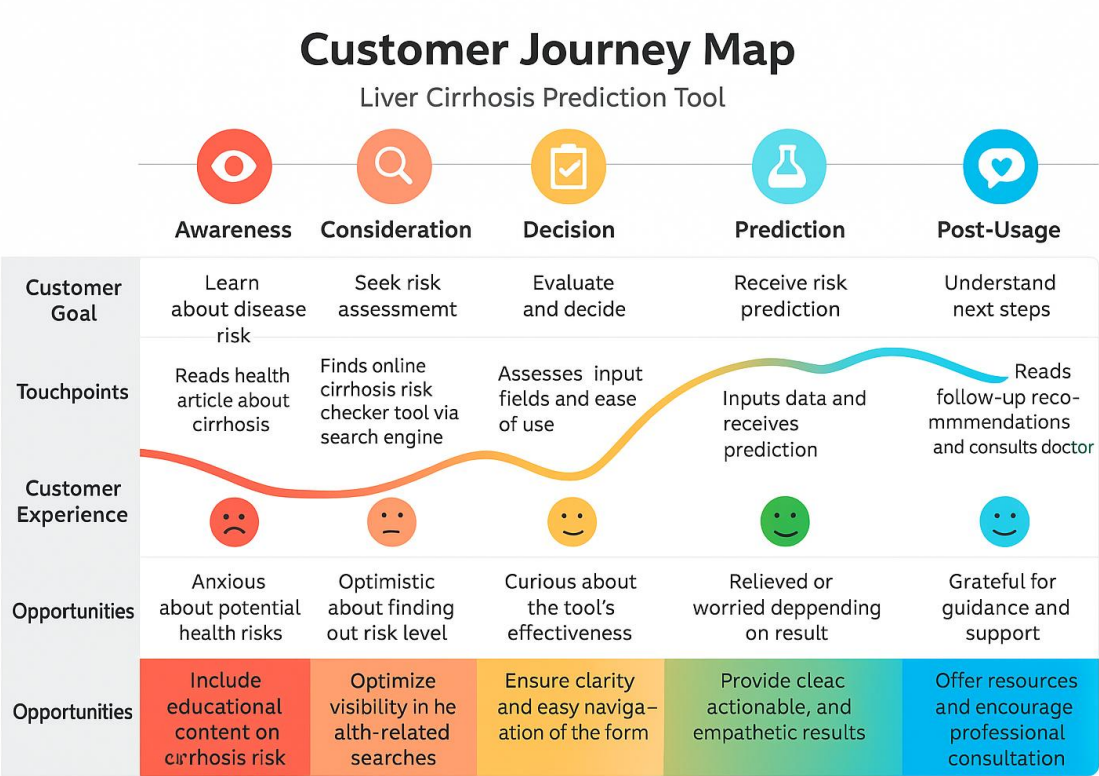 Customer Journey Map
Liver Cirrhosis Prediction Tool
Awareness
Consideration
Decision
Prediction
Post-Usage
Customer
Goal
Learn
about disease
risk
Seek risk
assessmemt
Evaluate
and decide
Receive risk
prediction
Understand
next steps
Touchpoints
Reads health
article about
cirrhosis
Finds online
cirrhosis risk
checker tool via
search engine
Assesses input
fields and ease
of use
Inputs data and
receives
prediction
Reads
follow-up reco-
mmmendations
and consults doctor
Customer
Experience
Opportunities
Anxious
about potential
health risks
Optimistic
about finding
out risk level
Curious about
the tool's
effectiveness
Relieved or
worried deppending
on result
Grateful for
guidance and
support
Opportunities
Include
educational
content on
cirrhosis risk
Optimize
visibility in he
alth-related
searches
Ensure clarity
and easy naviga–
ation of the form
Provide cleac
actionable, and
empathetic results
Offer resources
and encourage
professional
consultation